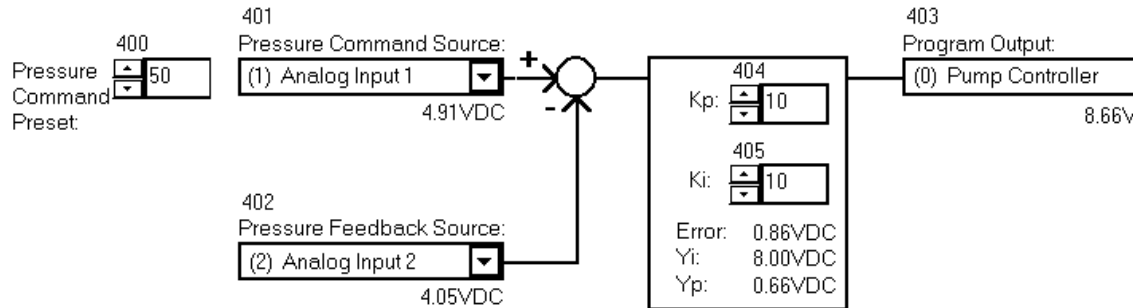 401
Pressure Command Source:
(1) Analog Input 1
4.91VDC
400
Pressure
Command
Preset:
50
+
-
402
Pressure Feedback Source:
(2) Analog Input 2
4.05VDC
404
Kp: 10
405
Ki: 10
Error: 0.86VDC
Yi: 8.00VDC
Yp: 0.66VDC
403
Program Output:
(0) Pump Controller
8.66V